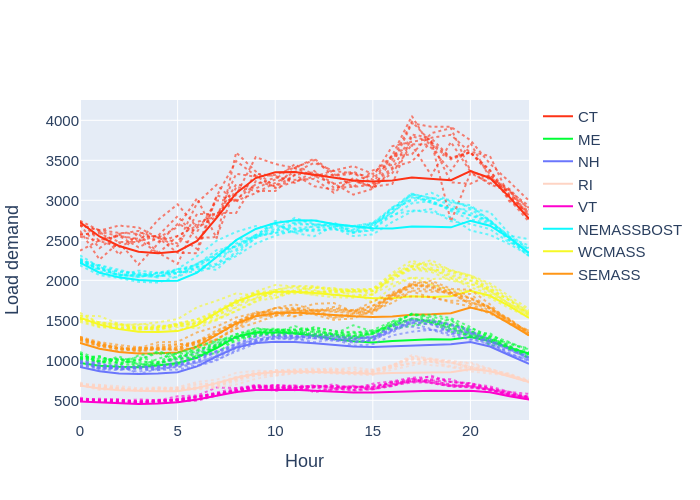 4000
3500
3000
2500
2000
1500
1000
500
0
5
10
15
20
Hour
Load demand
CT
ME
NH
RI
VT
NEMASSBOST
WCMASS
SEMASS